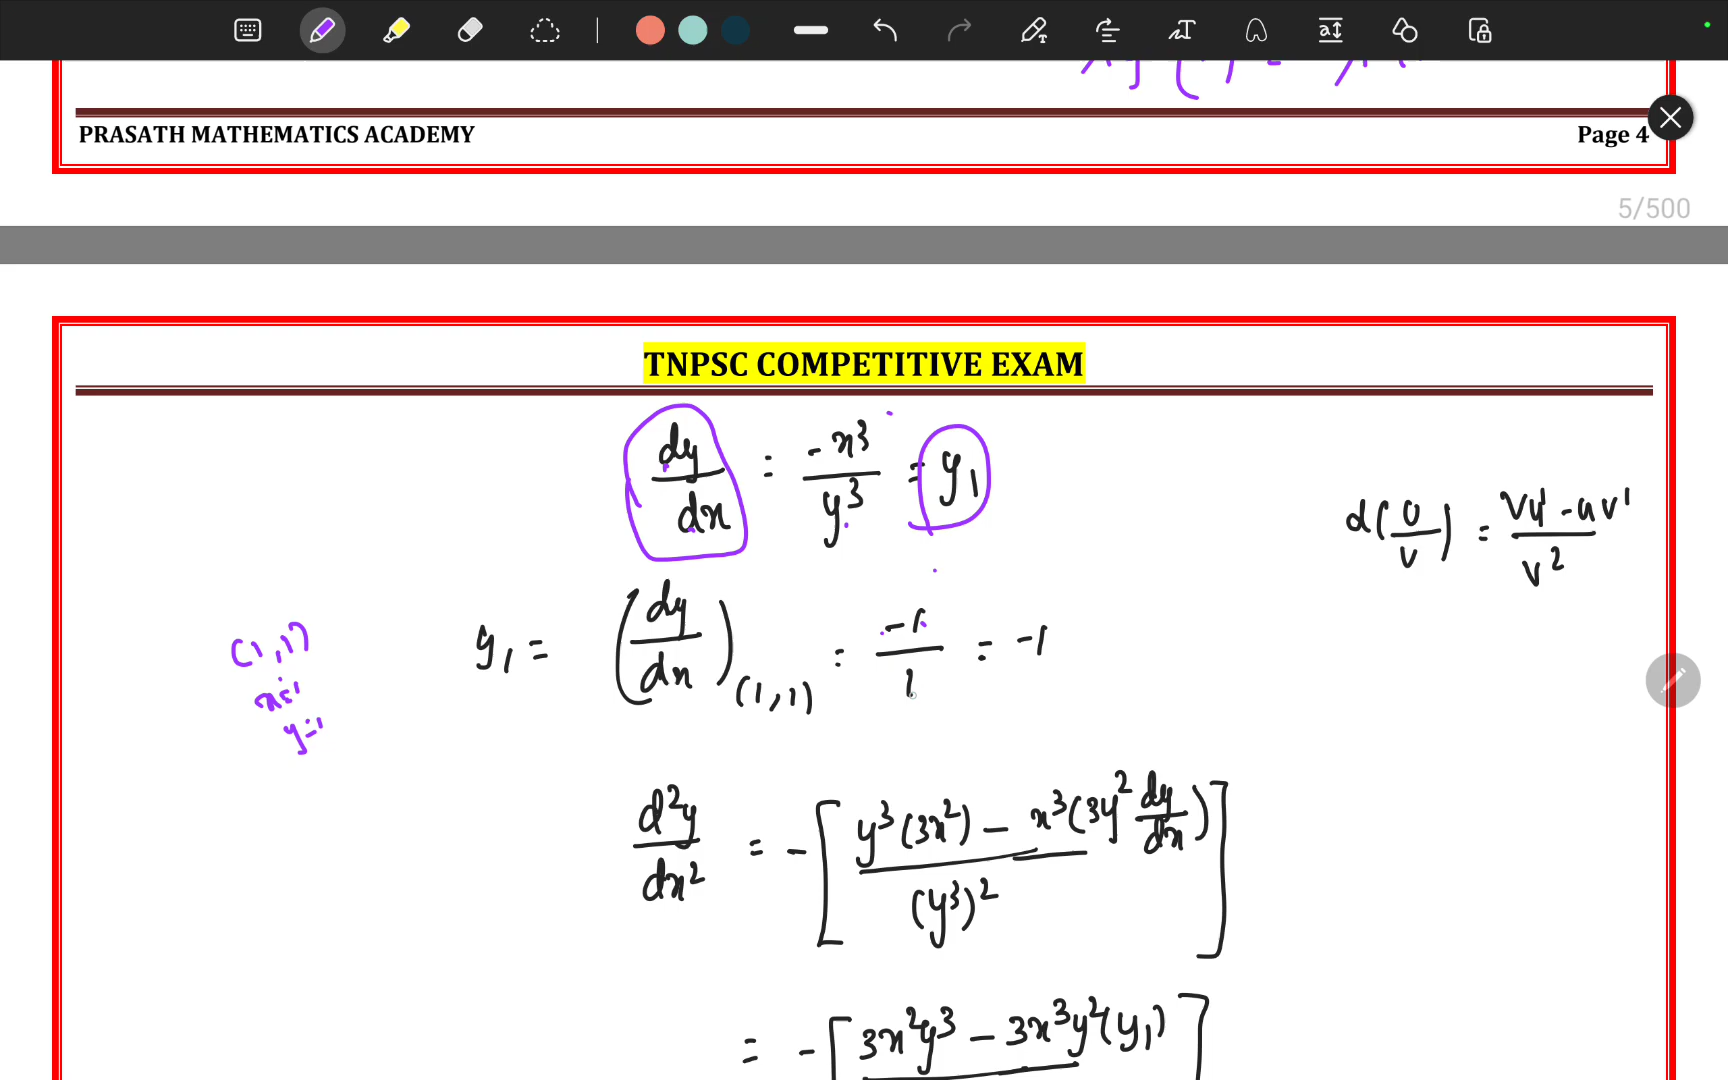 PRASATH MATHEMATICS ACADEMY
Page 4
5/500
TNPSC COMPETITIVE EXAM
dy/dx = -x³/y³ = y₁
d(u/v) = (vu' - uv')/v²
(1,1)
x=1
y=1
y₁ = (dy/dx)(1,1) = -1/1 = -1
d²y/dx² = -[y³(3x²) - x³(3y² dy/dx)/(y³)²]
= -[3x²y³ - 3x³y²(y₁)]